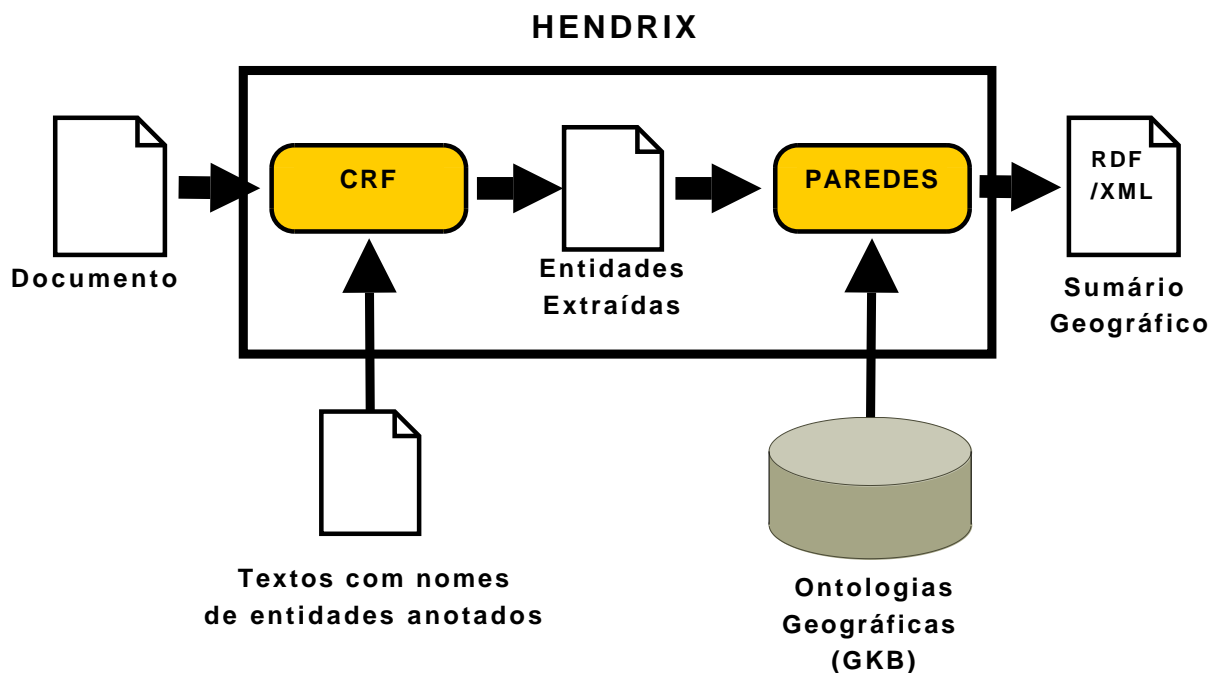 HENDRIX
Documento
CRF
Entidades
Extraídas
PAREDES
RDF
/XML
Sumário
Geográfico
Textos com nomes
de entidades anotados
Ontologias
Geográficas
(GKB)